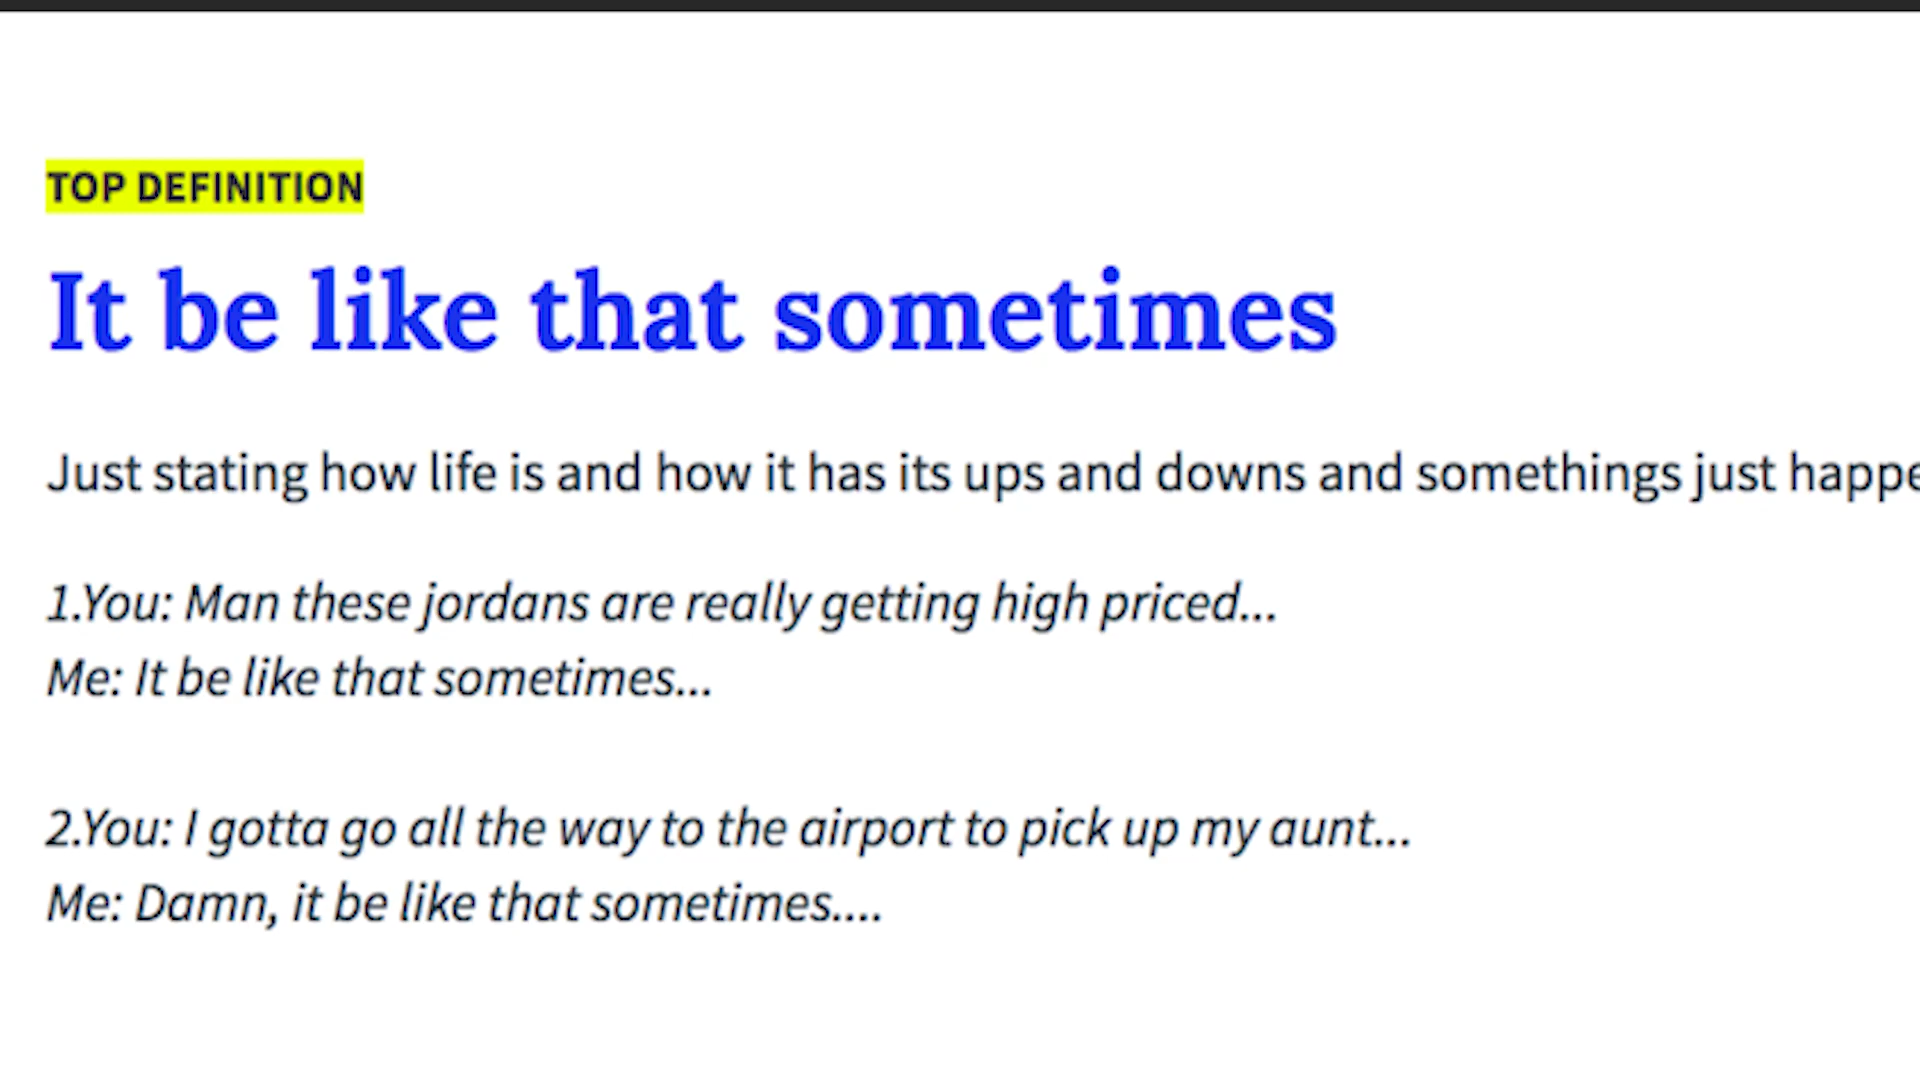 TOP DEFINITION
It be like that sometimes
Just stating how life is and how it has its ups and downs and somethings just
1.You: Man these jordans are really getting high priced...
Me: It be like that sometimes...
2.You: I gotta go all the way to the airport to pick up my aunt...
Me: Damn, it be like that sometimes....